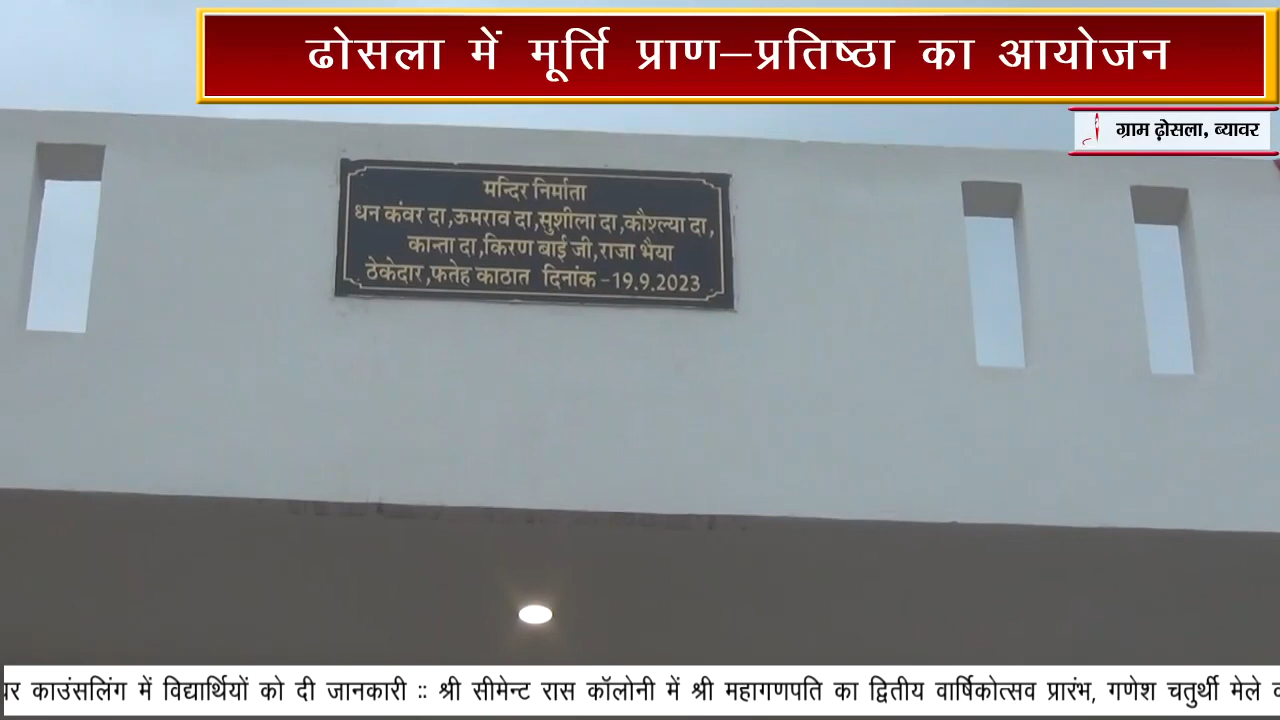 ढोसला में मूर्ति प्राण–प्रतिष्ठा का आयोजन
ग्राम ढ़ोसला, ब्यावर
मन्दिर निर्माता
धन कंवर दा,ऊमराव दा,सुशीला दा,कौश्ल्या दा,
कान्ता दा,किरण बाई जी,राजा भैया
ठेकेदार,फतेह काठात दिनांक -19.9.2023
काउंसलिंग में विद्यार्थियों को दी जानकारी :: श्री सीमेन्ट रास कॉलोनी में श्री महागणपति का द्वितीय वार्षिकोत्सव प्रारंभ, गणेश चतुर्थी मेले